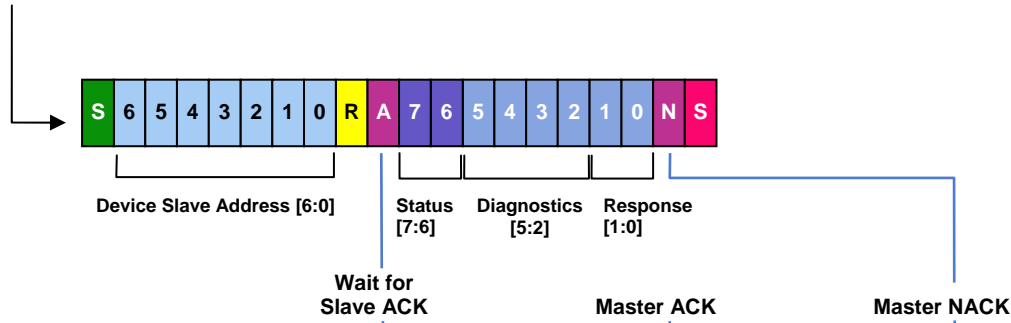 S 6 5 4 3 2 1 0 R A 7 6 5 4 3 2 1 0 N S
Device Slave Address [6:0] Status Diagnostics Response
[7:6] [5:2] [1:0]
Wait for
Slave ACK Master ACK Master NACK